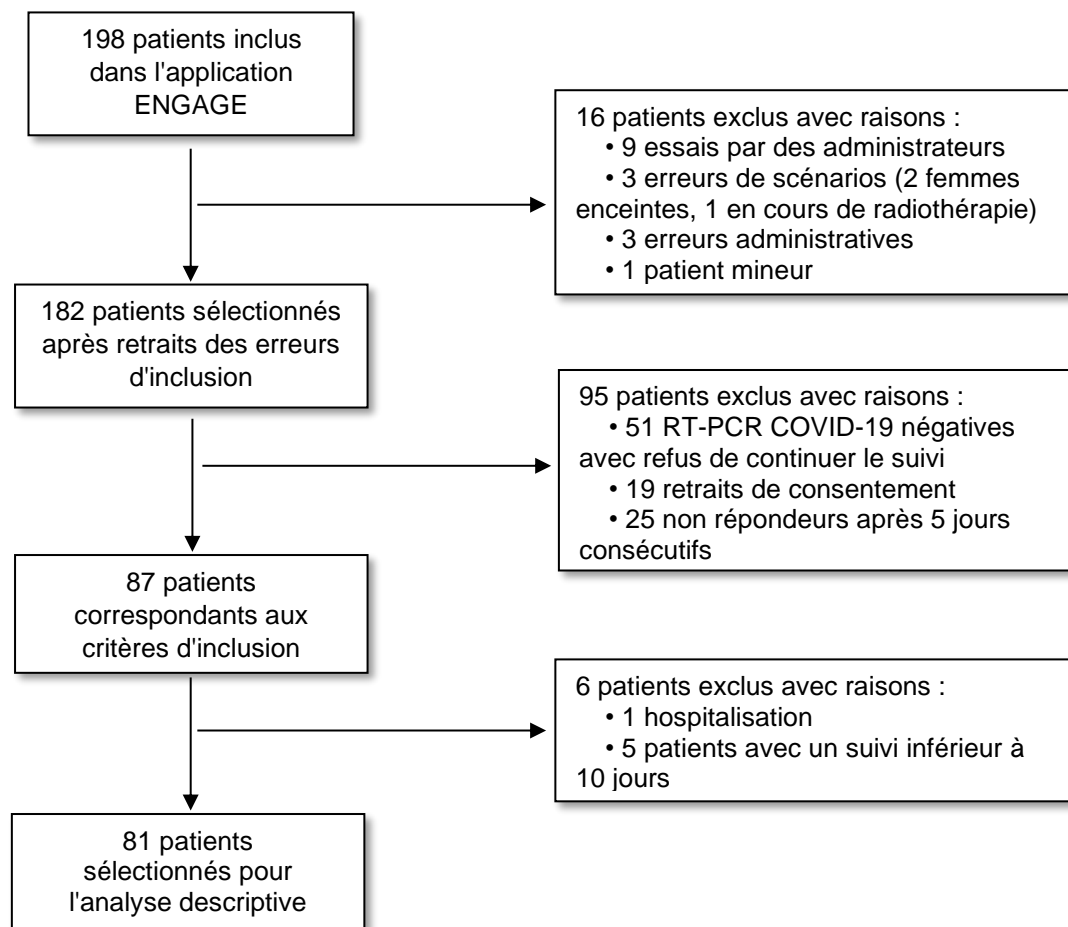 198 patients inclus
dans l'application
ENGAGE
16 patients exclus avec raisons :
• 9 essais par des administrateurs
• 3 erreurs de scénarios (2 femmes
enceintes, 1 en cours de radiothérapie)
• 3 erreurs administratives
• 1 patient mineur
182 patients sélectionnés
après retraits des erreurs
d'inclusion
95 patients exclus avec raisons :
• 51 RT-PCR COVID-19 négatives
avec refus de continuer le suivi
• 19 retraits de consentement
• 25 non répondeurs après 5 jours
consécutifs
87 patients
correspondants aux
critères d'inclusion
6 patients exclus avec raisons :
• 1 hospitalisation
• 5 patients avec un suivi inférieur à
10 jours
81 patients
sélectionnés pour
l'analyse descriptive